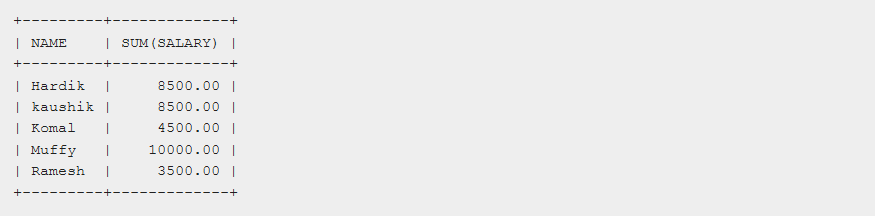 +---------+-------------+
| NAME    | SUM(SALARY) |
+---------+-------------+
| Hardik  |     8500.00 |
| kaushik |     8500.00 |
| Komal   |     4500.00 |
| Muffy   |    10000.00 |
| Ramesh  |     3500.00 |
+---------+-------------+